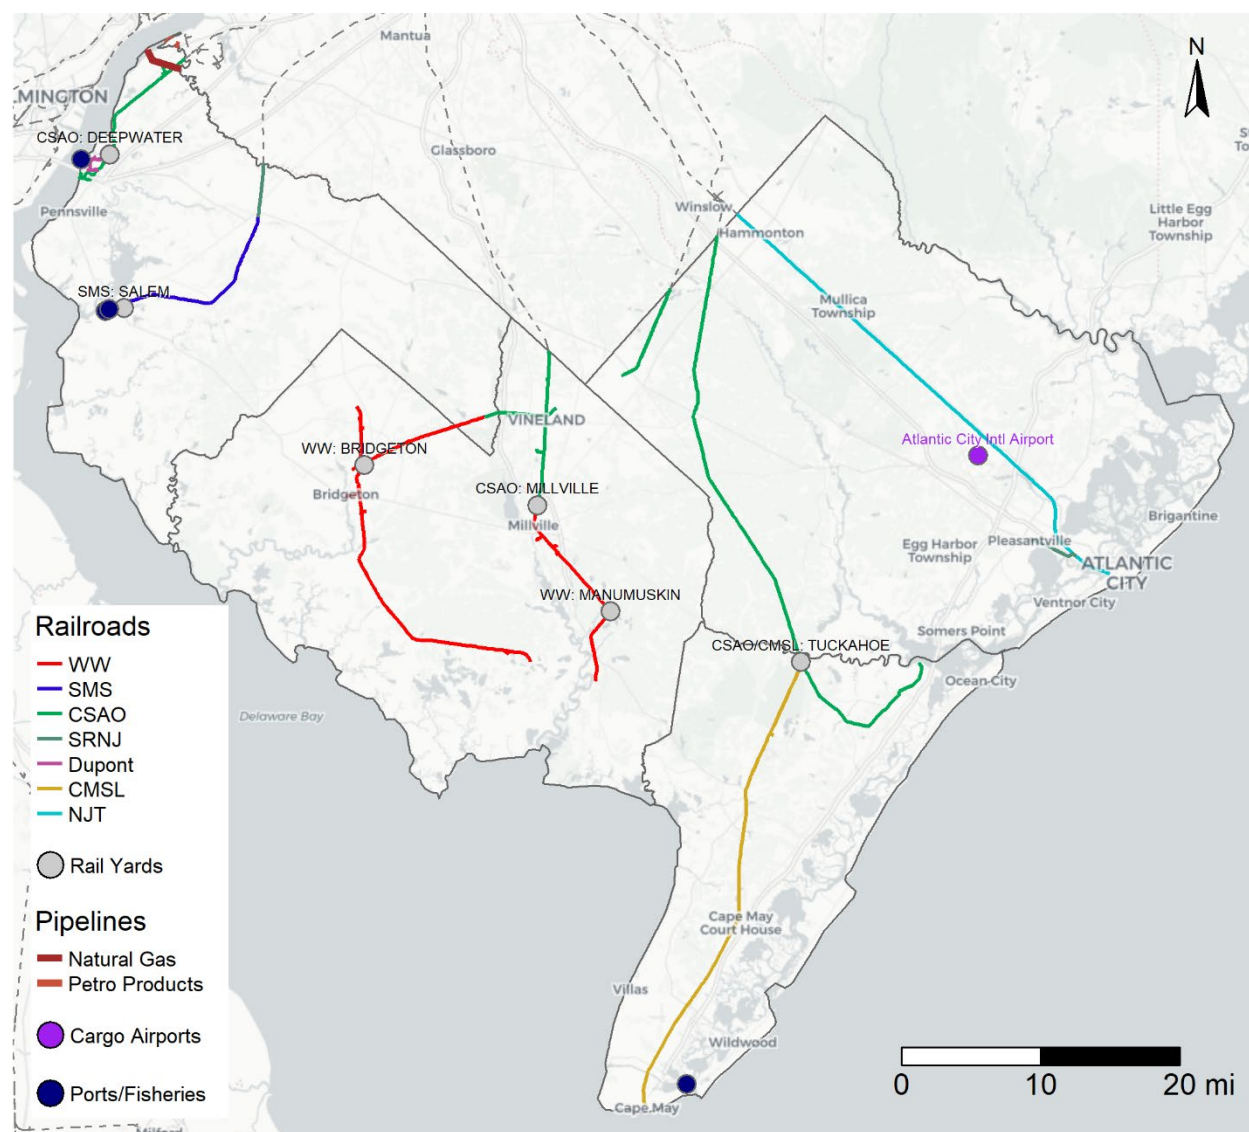 Mantua
N
LMINGTON
CSAO: DEEPWATER
Glassboro
Pennsville
Winslow
Hammonton
Little Egg
Harbor
Township
SMS: SALEM
Mullica
Township
VINELAND
WW: BRIDGETON
Atlantic City Intl Airport
Bridgeton
CSAO: MILLVILLE
Millville
Brigantine
Egg Harbor
Township
Pleasantville
ATLANTIC
CITY
WW: MANUMUSKIN
Ventnor City
Somers Point
CSAO/CMSL: TUCKAHOE
Ocean City
Delaware Bay
Railroads
WW
SMS
CSAO
SRNJ
Dupont
CMSL
NJT
Rail Yards
Pipelines
Natural Gas
Petro Products
Cargo Airports
Ports/Fisheries
Cape May
Court House
Villas
Wildwood
Cape May
0 10 20 mi